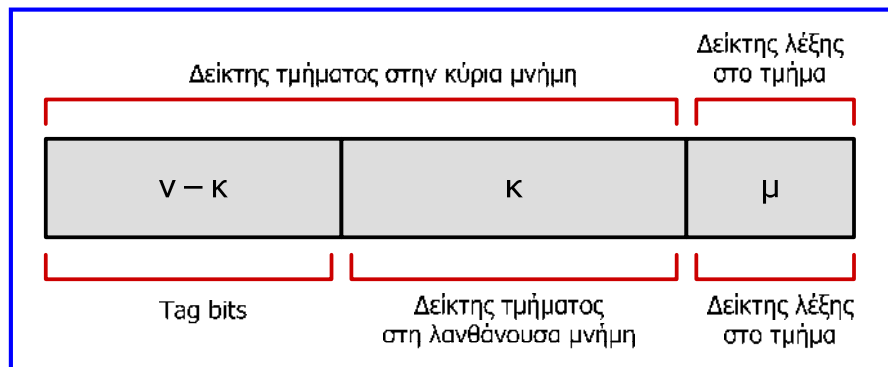 Δείκτης τμήματος στην κύρια μνήμη
Δείκτης λέξης
στο τμήμα
ν – κ
κ
μ
Tag bits
Δείκτης τμήματος
στη λανθάνουσα μνήμη
Δείκτης λέξης
στο τμήμα